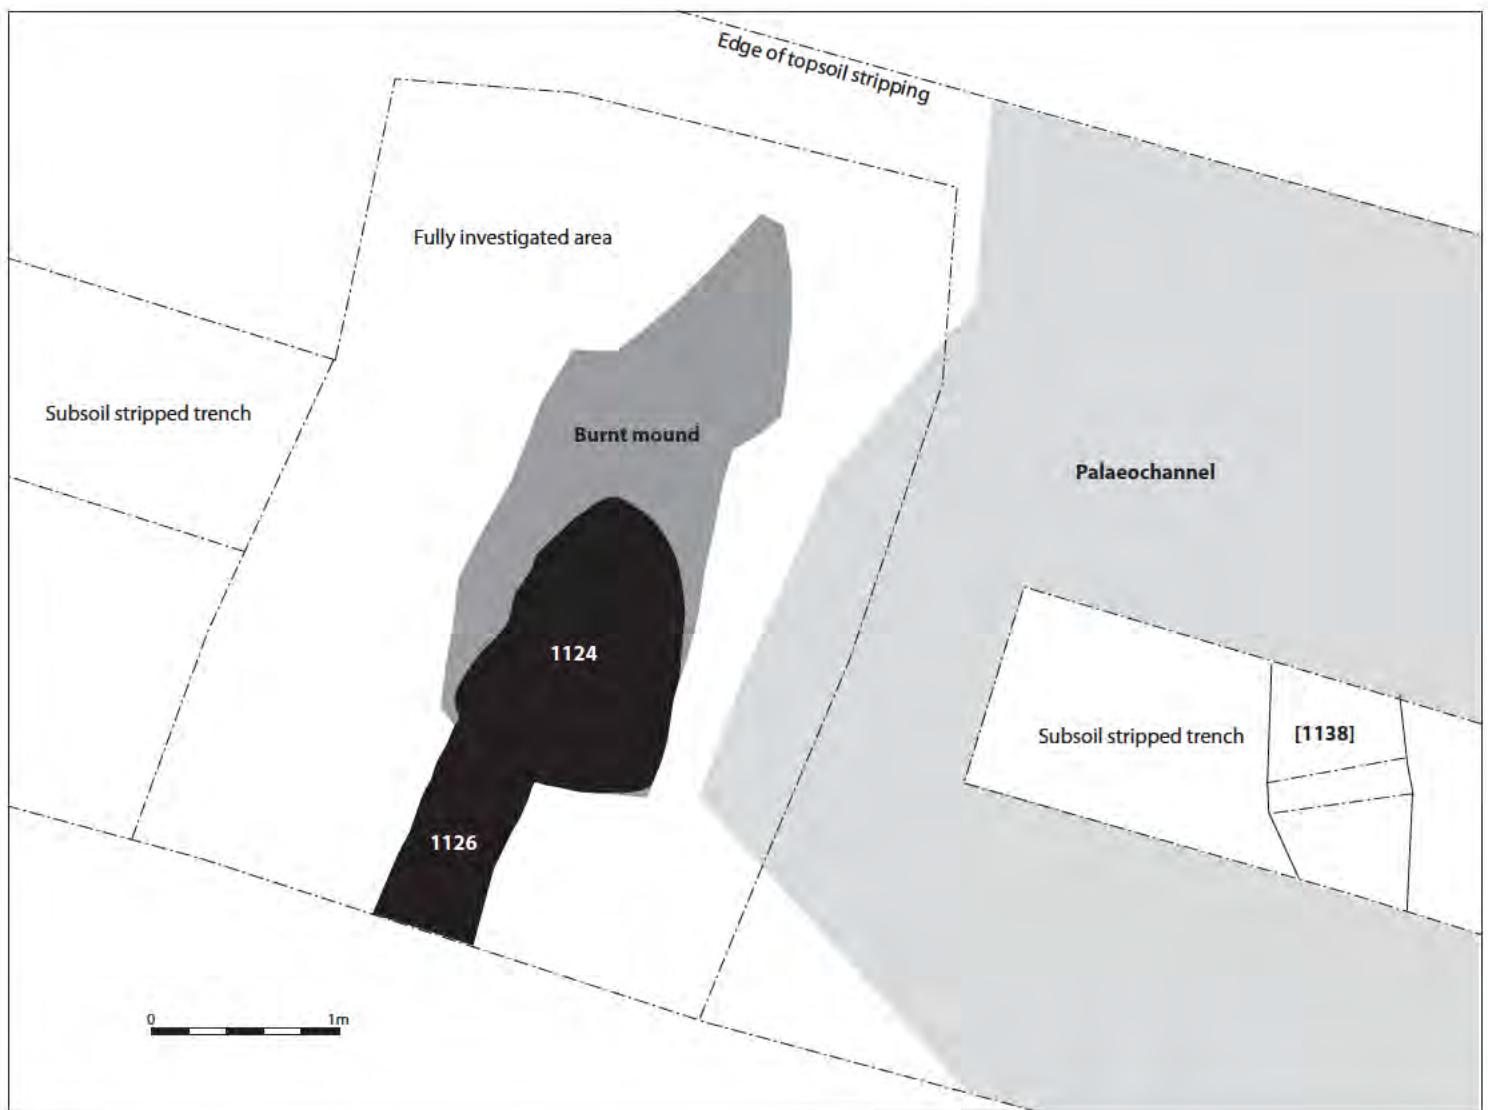 Edge of topsoil stripping
Fully investigated area
Subsoil stripped trench
Burnt mound
Palaeochannel
1124
Subsoil stripped trench
[1138]
1126
0 1m